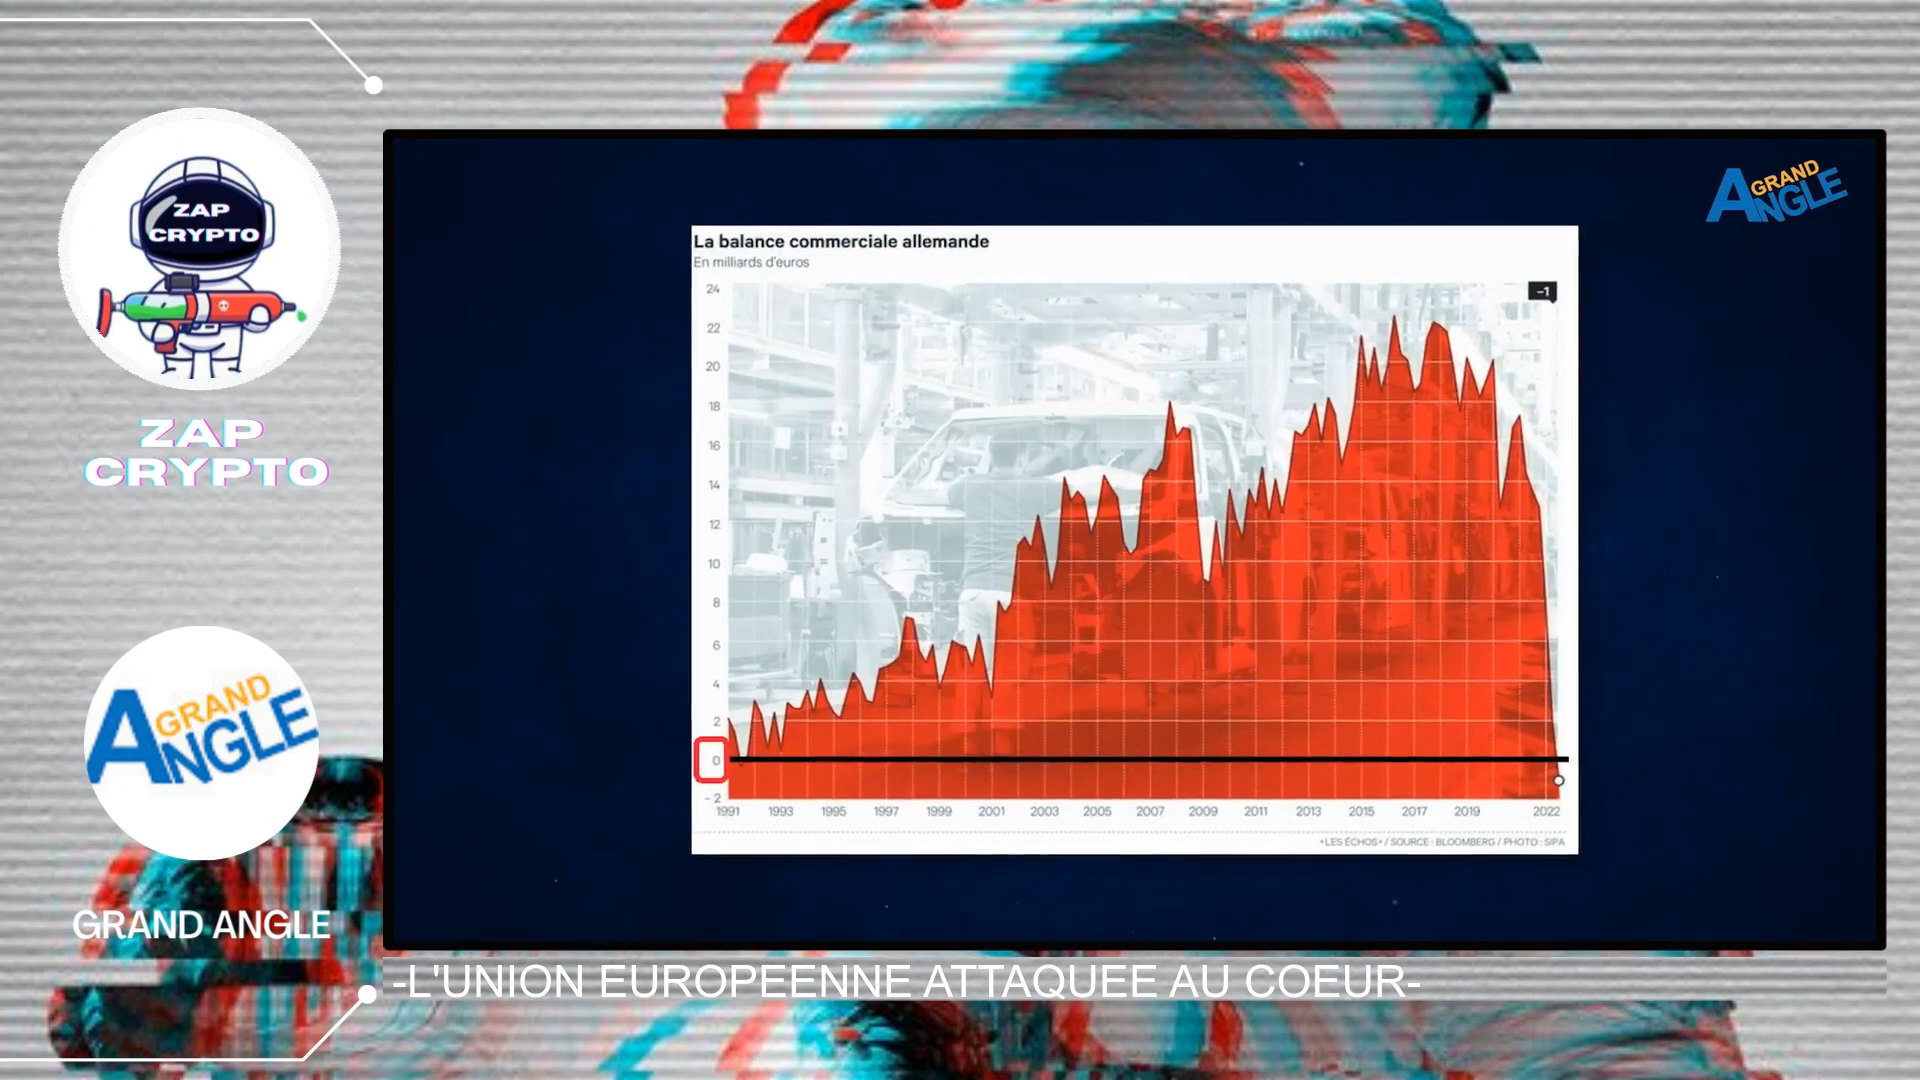 ZAP
CRYPTO
ZAP
CRYPTO
GRAND
ANGLE
GRAND ANGLE
GRAND
ANGLE
La balance commerciale allemande
En milliards d'euros
24
22
20
18
16
14
12
10
8
6
4
2
0
- 2
-1
1991 1993 1995 1997 1999 2001 2003 2005 2007 2009 2011 2013 2015 2017 2019 2022
«LES ÉCHOS» / SOURCE : BLOOMBERG / PHOTO : SIPA
-L'UNION EUROPEENNE ATTAQUEE AU COEUR-